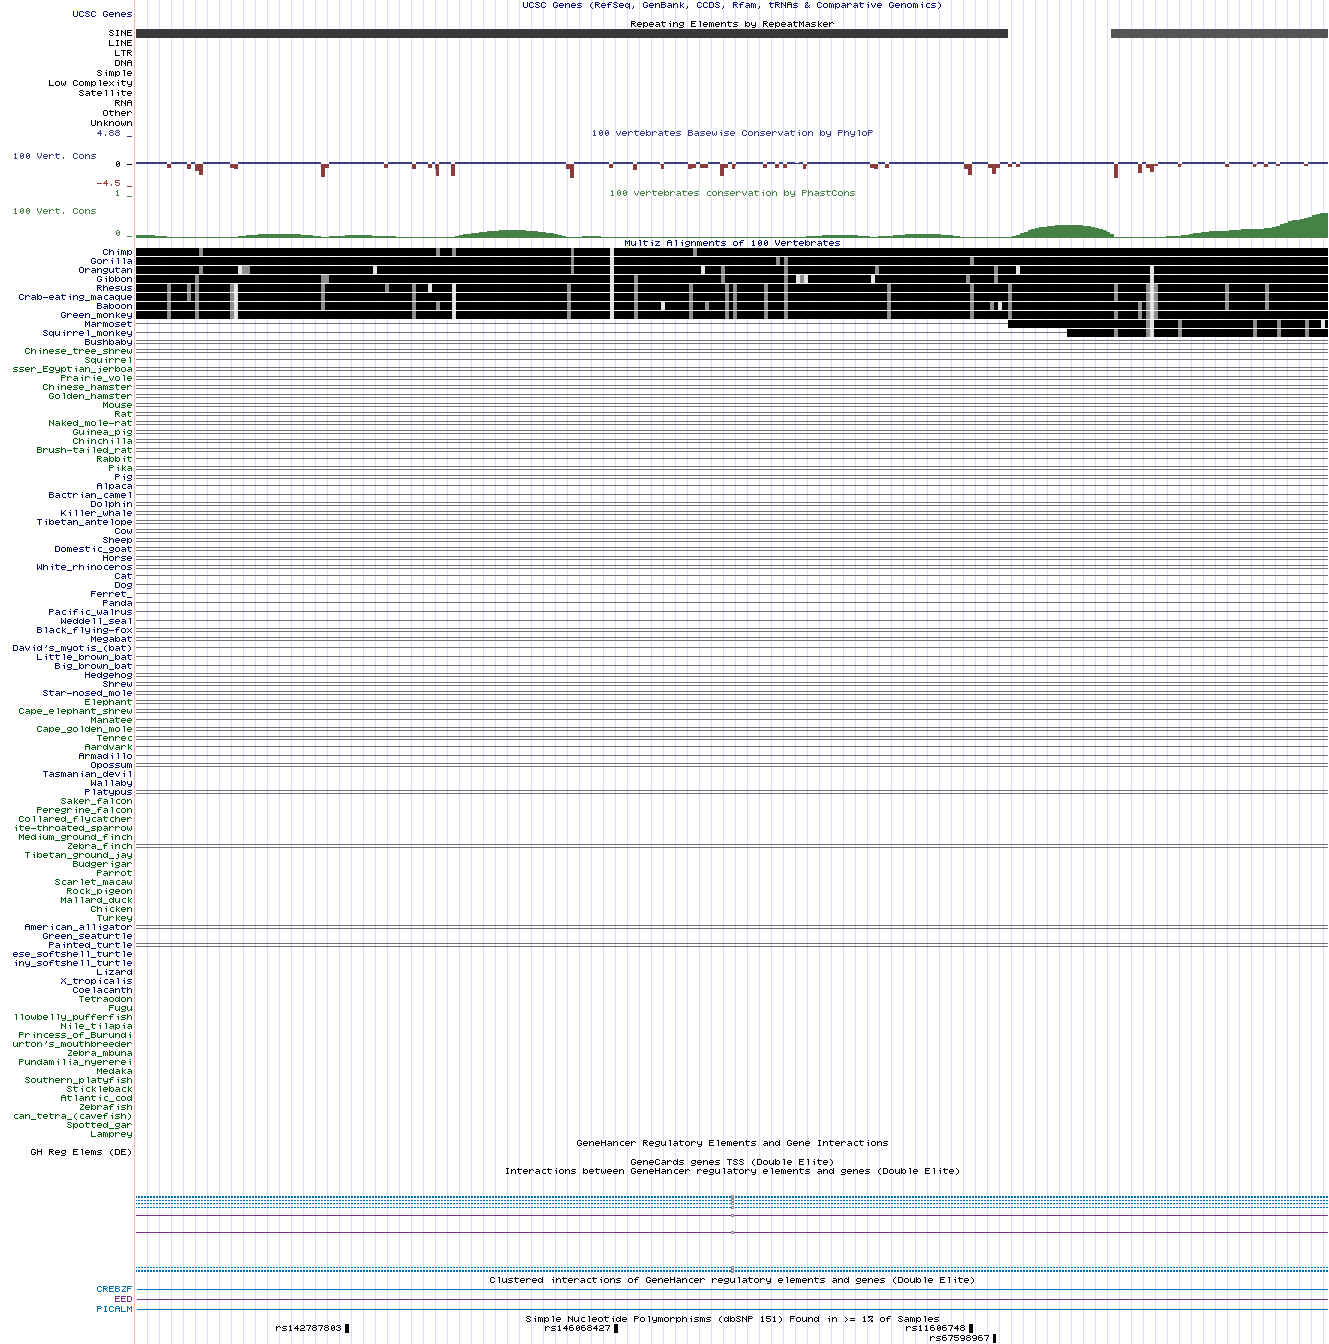 UCSC Genes (RefSeq, GenBank, CCDS, Rfam, tRNAs & Comparative Genomics)
UCSC Genes
Repeating Elements by RepeatMasker
SINE
LINE
LTR
DNA
Simple
Low Complexity
Satellite
RNA
Other
Unknown
4.88 _
100 vertebrates Basewise Conservation by PhyloP
100 Vert. Cons
0 _
-4.5 _
1 _
100 vertebrates conservation by PhastCons
100 Vert. Cons
0 _
Multiz Alignments of 100 Vertebrates
Chimp
Gorilla
Orangutan
Gibbon
Rhesus
Crab-eating_macaque
Baboon
Green_monkey
Marmoset
Squirrel_monkey
Bushbaby
Chinese_tree_shrew
Squirrel
sser_Egyptian_jerboa
Prairie_vole
Chinese_hamster
Golden_hamster
Mouse
Rat
Naked_mole-rat
Guinea_pig
Chinchilla
Brush-tailed_rat
Rabbit
Pika
Pig
Alpaca
Bactrian_camel
Dolphin
Killer_whale
Tibetan_antelope
Cow
Sheep
Domestic_goat
Horse
White_rhinoceros
Cat
Dog
Ferret_
Panda
Pacific_walrus
Weddell_seal
Black_flying-fox
Megabat
David's_myotis_(bat)
Little_brown_bat
Big_brown_bat
Hedgehog
Shrew
Star-nosed_mole
Elephant
Cape_elephant_shrew
Manatee
Cape_golden_mole
Tenrec
Aardvark
Armadillo
Opossum
Tasmanian_devil
Wallaby
Platypus
Saker_falcon
Peregrine_falcon
Collared_flycatcher
ite-throated_sparrow
Medium_ground_finch
Zebra_finch
Tibetan_ground_jay
Budgerigar
Parrot
Scarlet_macaw
Rock_pigeon
Mallard_duck
Chicken
Turkey
American_alligator
Green_seaturtle
Painted_turtle
ese_softshell_turtle
iny_softshell_turtle
Lizard
X_tropicalis
Coelacanth
Tetraodon
Fugu
llowbelly_pufferfish
Nile_tilapia
Princess_of_Burundi
urton's_mouthbreeder
Zebra_mbuna
Pundamilia_nyererei
Medaka
Southern_platyfish
Stickleback
Atlantic_cod
Zebrafish
can_tetra_(cavefish)
Spotted_gar
Lamprey
GeneHancer Regulatory Elements and Gene Interactions
GH Reg Elems (DE)
GeneCards genes TSS (Double Elite)
Interactions between GeneHancer regulatory elements and genes (Double Elite)
Clustered interactions of GeneHancer regulatory elements and genes (Double Elite)
CREBZF
EED
PICALM
Simple Nucleotide Polymorphisms (dbSNP 151) Found in >= 1% of Samples
rs142787803 rs146068427 rs11606748
rs67598967